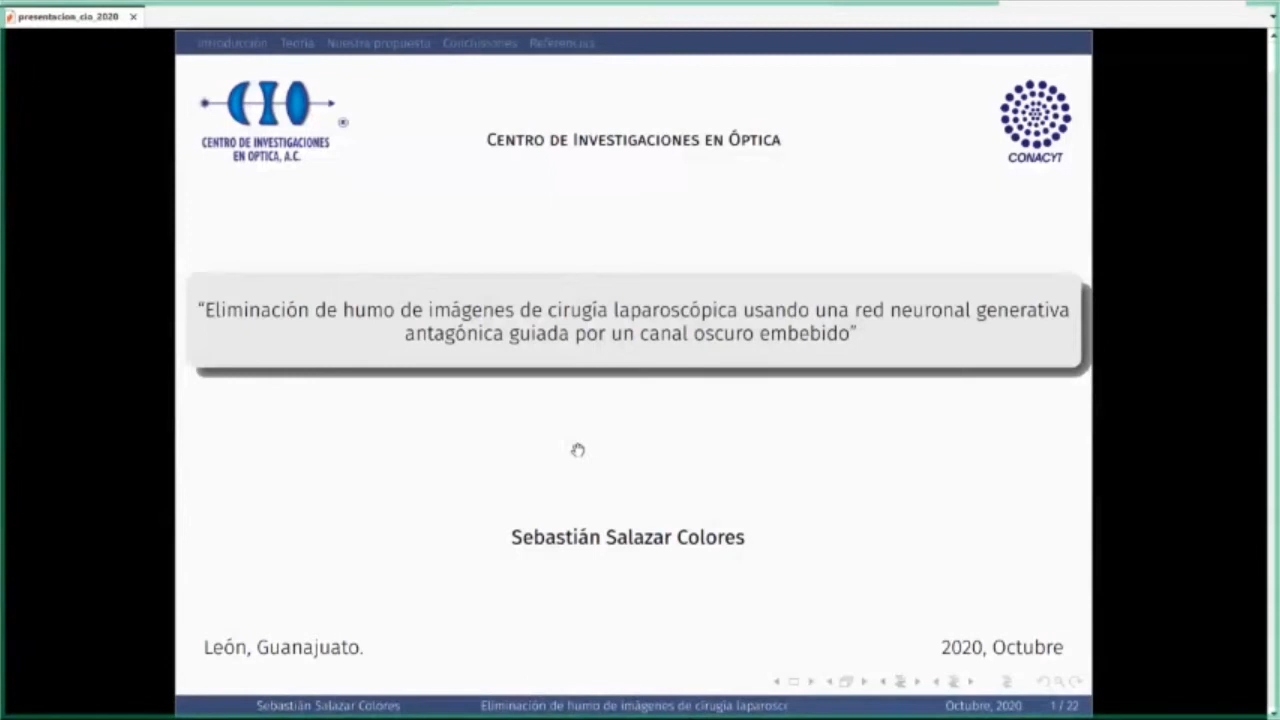 presentacion_cio_2020
Introducción Teoría Nuestra propuesta Conclusiones Referencias
CIO
®
CENTRO DE INVESTIGACIONES
EN OPTICA, A.C.
CENTRO DE INVESTIGACIONES EN ÓPTICA
CONACYT
“Eliminación de humo de imágenes de cirugía laparoscópica usando una red neuronal generativa
antagónica guiada por un canal oscuro embebido”
Sebastián Salazar Colores
León, Guanajuato.
2020, Octubre
Sebastián Salazar Colores Eliminación de humo de imágenes de cirugía laparosc Octubre, 2020 1 / 22